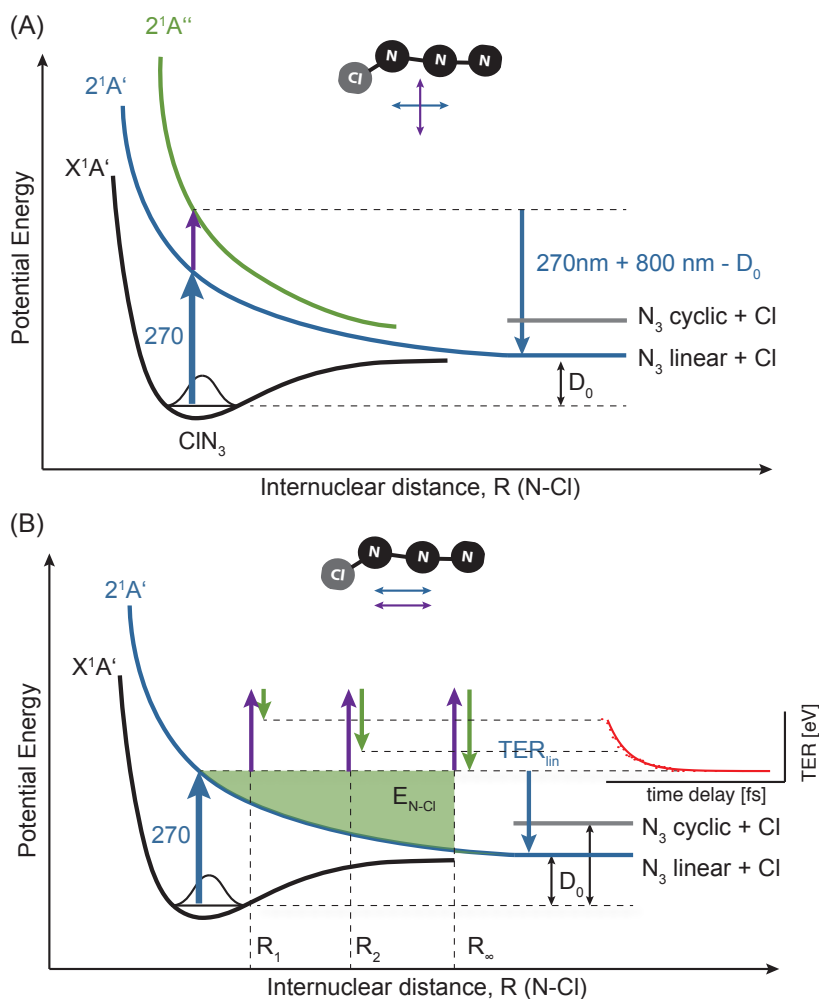 (A)
2¹A‘‘
2¹A‘
X¹A‘
Cl N N N
Potential Energy
270
270nm + 800 nm - D₀
N₃ cyclic + Cl
N₃ linear + Cl
D₀
ClN₃
Internuclear distance, R (N-Cl)
(B)
Cl N N N
2¹A‘
X¹A‘
Potential Energy
270
E_N-Cl
TER_lin
TER [eV]
time delay [fs]
N₃ cyclic + Cl
N₃ linear + Cl
D₀
R₁ R₂ R∞
Internuclear distance, R (N-Cl)